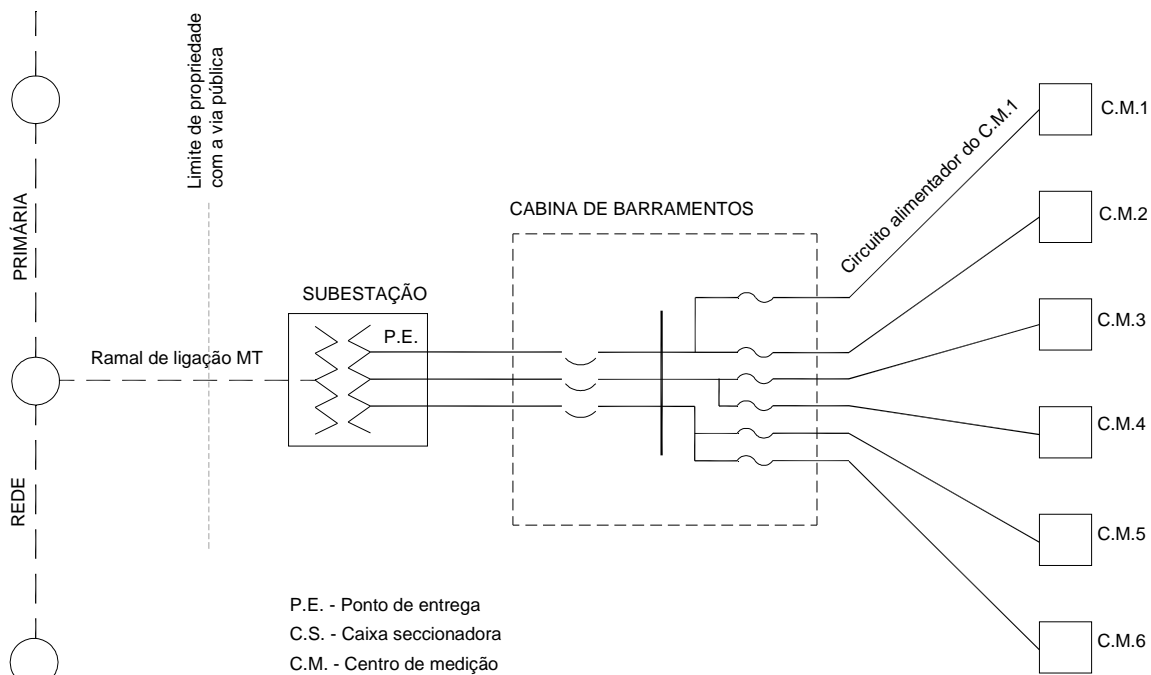 Limite de propriedade
com a via pública
PRIMÁRIA
REDE
Ramal de ligação MT
SUBESTAÇÃO
P.E.
CABINA DE BARRAMENTOS
Circuito alimentador do C.M.1
C.M.1
C.M.2
C.M.3
C.M.4
C.M.5
C.M.6
P.E. - Ponto de entrega
C.S. - Caixa seccionadora
C.M. - Centro de medição